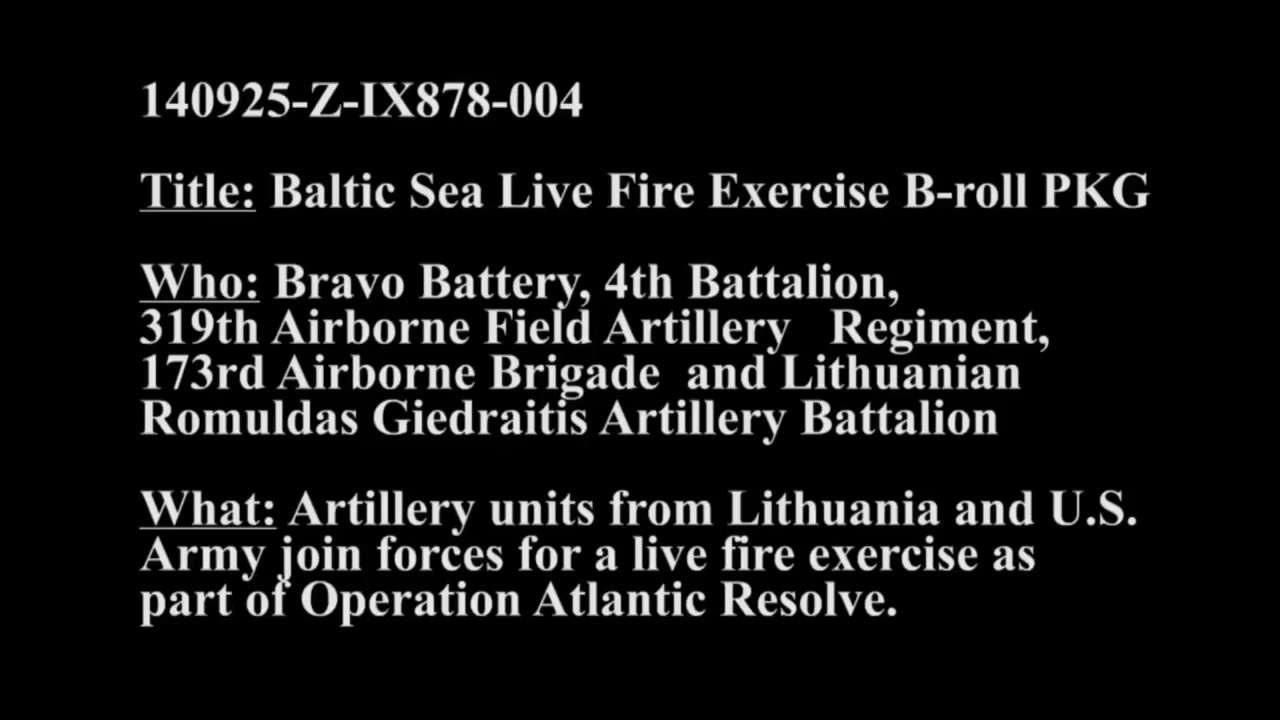 140925-Z-IX878-004
Title: Baltic Sea Live Fire Exercise B-roll PKG
Who: Bravo Battery, 4th Battalion,
319th Airborne Field Artillery Regiment,
173rd Airborne Brigade and Lithuanian
Romuldas Giedraitis Artillery Battalion
What: Artillery units from Lithuania and U.S.
Army join forces for a live fire exercise as
part of Operation Atlantic Resolve.